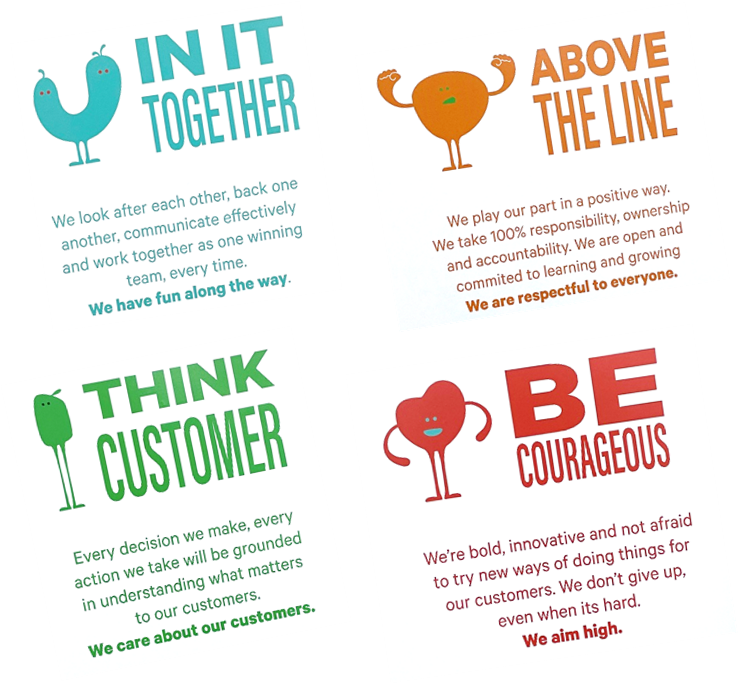 IN IT
TOGETHER
We look after each other, back one
another, communicate effectively
and work together as one winning
team, every time.
We have fun along the way.
ABOVE
THE LINE
We play our part in a positive way.
We take 100% responsibility, ownership
and accountability. We are open and
commited to learning and growing
We are respectful to everyone.
THINK
CUSTOMER
Every decision we make, every
action we take will be grounded
in understanding what matters
to our customers.
We care about our customers.
BE
COURAGEOUS
We're bold, innovative and not afraid
to try new ways of doing things for
our customers. We don't give up,
even when its hard.
We aim high.